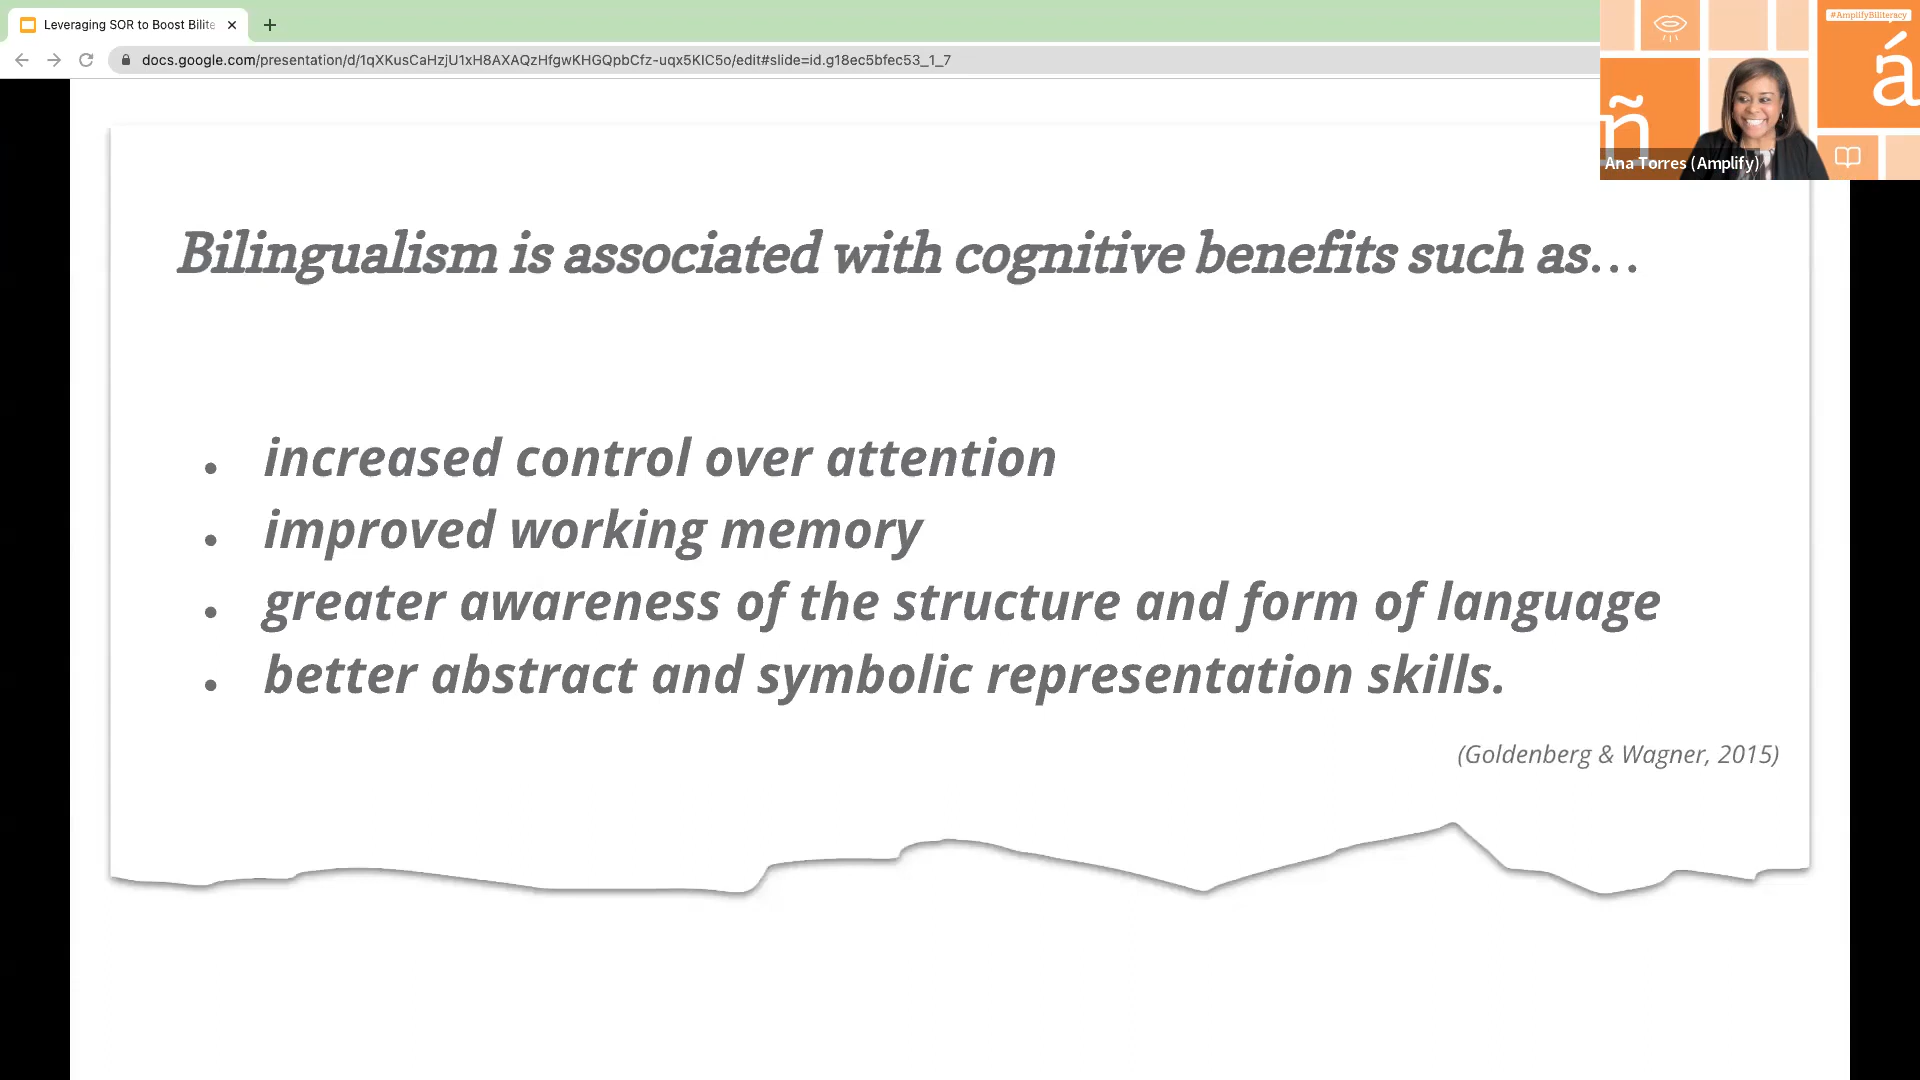 Leveraging SOR to Boost Bilite
docs.google.com/presentation/d/1qXKusCaHzjU1xH8AXAQzHfgwKHGQpbCfz-uqx5KIC5o/edit#slide=id.g18ec5bfec53_1_7
#AmplifyBiliteracy
á
ñ
Ana Torres (Amplify)
Bilingualism is associated with cognitive benefits such as…
• increased control over attention
• improved working memory
• greater awareness of the structure and form of language
• better abstract and symbolic representation skills.
(Goldenberg & Wagner, 2015)